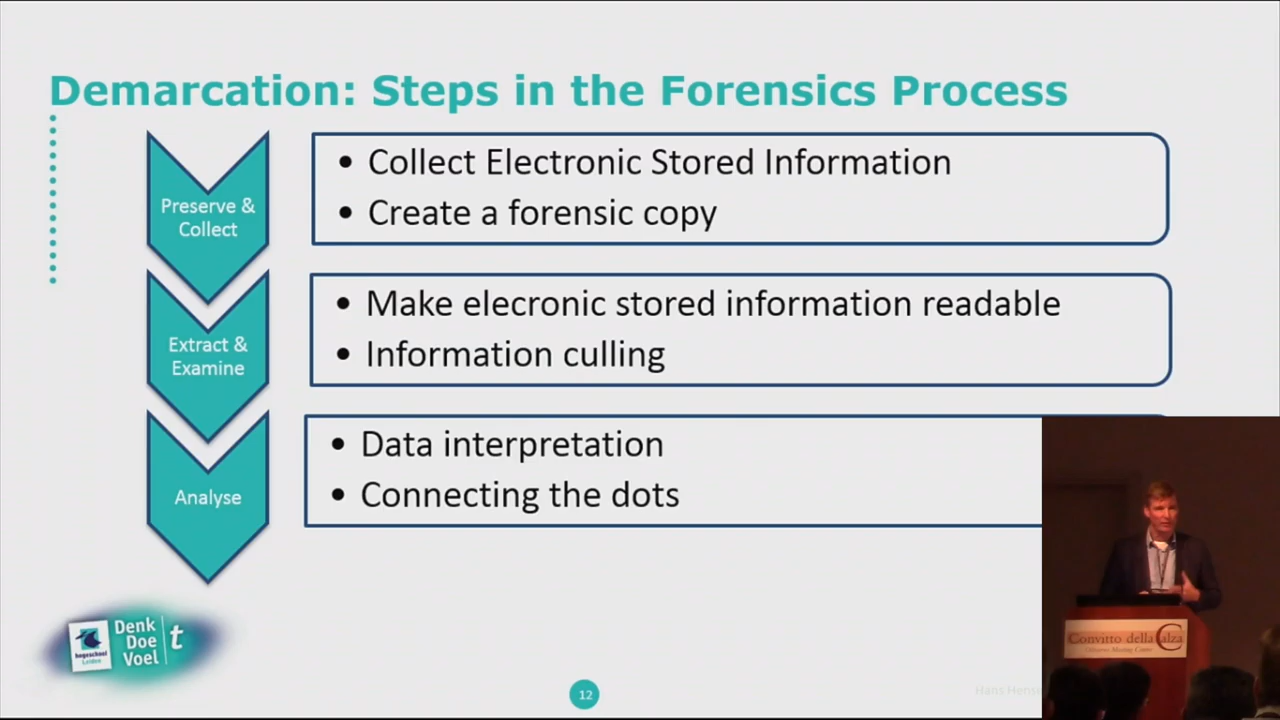 Demarcation: Steps in the Forensics Process
Preserve &
Collect
• Collect Electronic Stored Information
• Create a forensic copy
Extract &
Examine
• Make elecronic stored information readable
• Information culling
Analyse
• Data interpretation
• Connecting the dots
hogeschool
Leiden
Denk
Doe
Voel
t
12
Hans Hense
Convitto della Calza